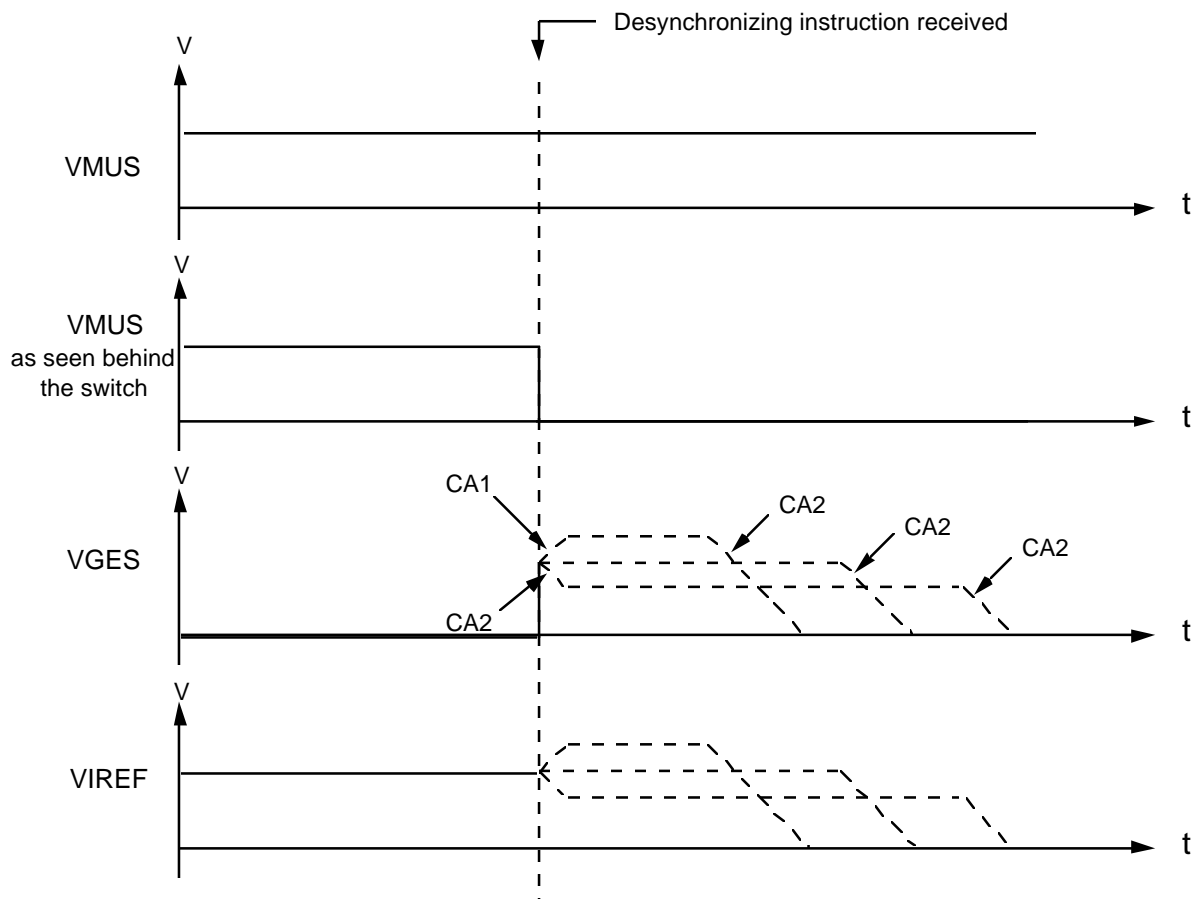 Desynchronizing instruction received
V
VMUS
t
V
VMUS
as seen behind
the switch
t
V
CA1
CA2
CA2
CA2
VGES
CA2
t
V
VIREF
t